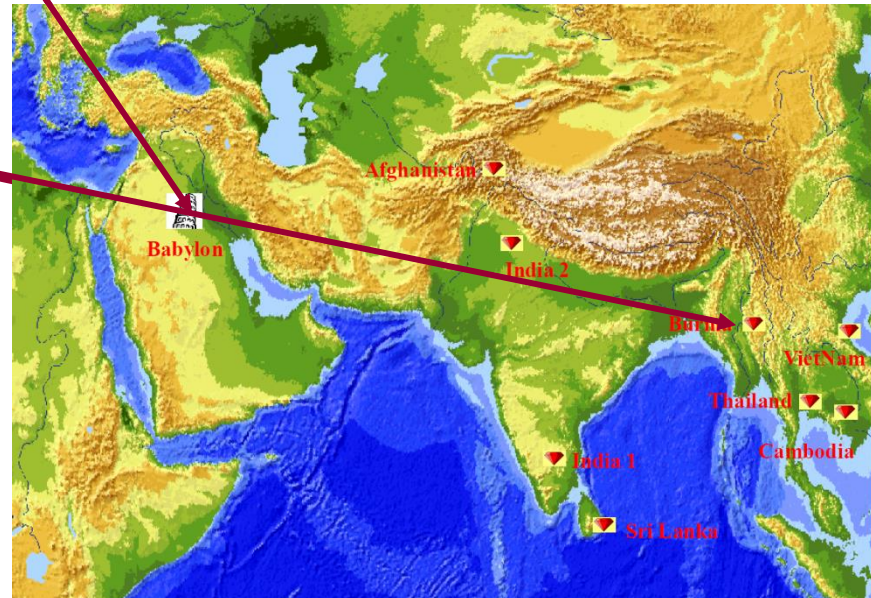 Afghanistan
Babylon
India 2
Burma
VietNam
Thailand
Cambodia
India 1
Sri Lanka